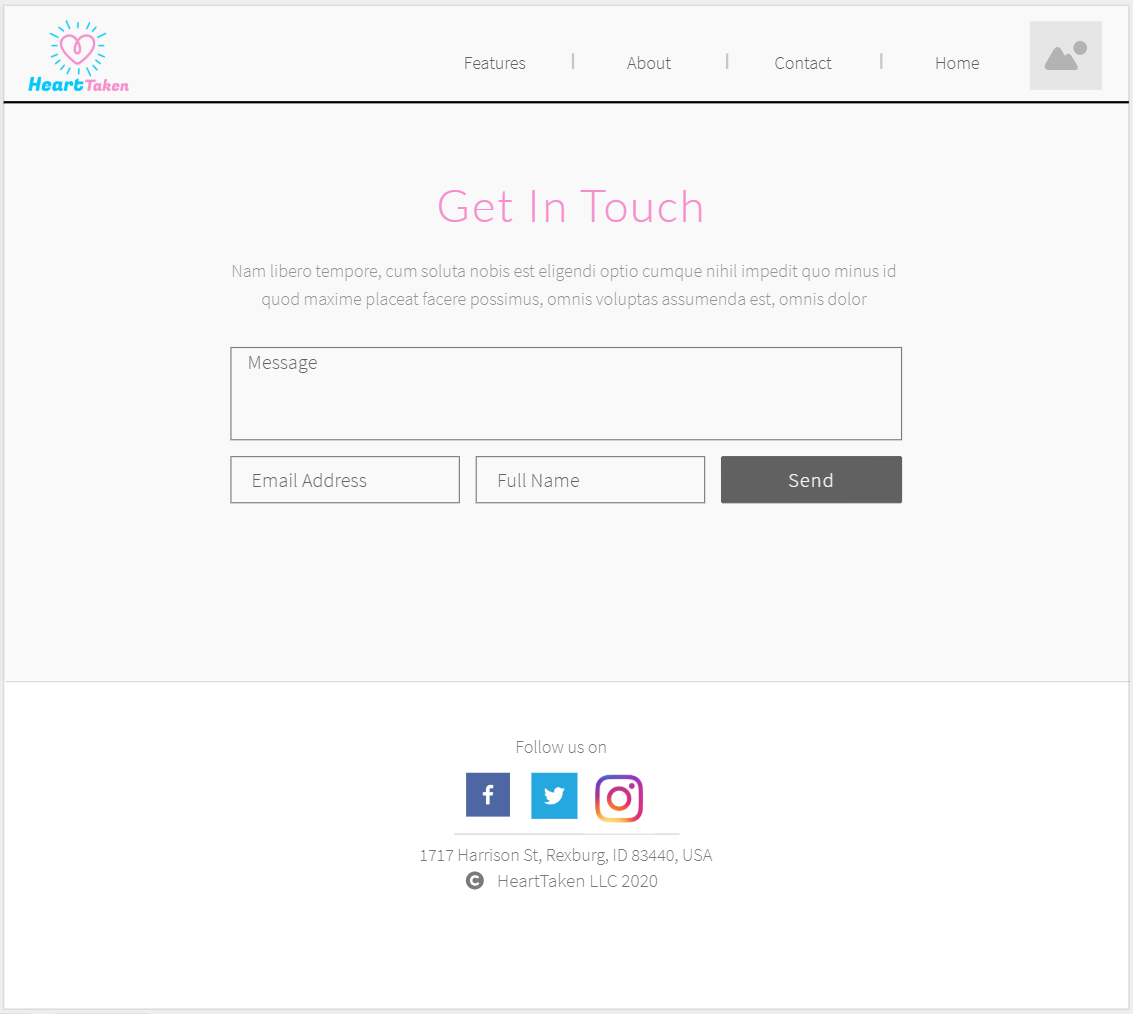 HeartTaken
Features | About | Contact | Home
Get In Touch
Nam libero tempore, cum soluta nobis est eligendi optio cumque nihil impedit quo minus id
quod maxime placeat facere possimus, omnis voluptas assumenda est, omnis dolor
Message
Email Address
Full Name
Send
Follow us on
1717 Harrison St, Rexburg, ID 83440, USA
© HeartTaken LLC 2020